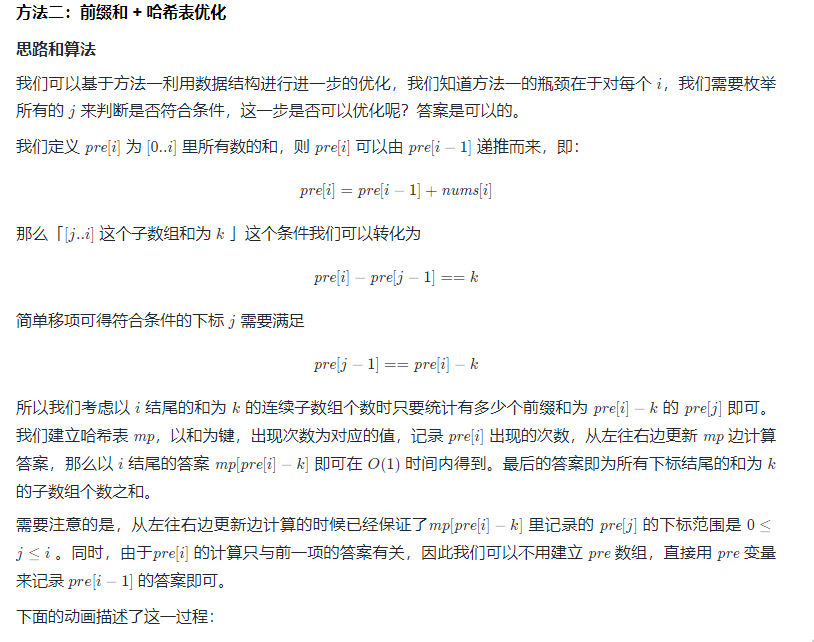 方法二：前缀和 + 哈希表优化
思路和算法
我们可以基于方法一利用数据结构进行进一步的优化，我们知道方法一的瓶颈在于对每个 i，我们需要枚举
所有的 j 来判断是否符合条件，这一步是否可以优化呢？答案是可以的。
我们定义 pre[i] 为 [0..i] 里所有数的和，则 pre[i] 可以由 pre[i − 1] 递推而来，即：
pre[i] = pre[i − 1] + nums[i]
那么「[j..i] 这个子数组和为 k 」这个条件我们可以转化为
pre[i] − pre[j − 1] == k
简单移项可得符合条件的下标 j 需要满足
pre[j − 1] == pre[i] − k
所以我们考虑以 i 结尾的和为 k 的连续子数组个数时只要统计有多少个前缀和为 pre[i] − k 的 pre[j] 即可。
我们建立哈希表 mp，以和为键，出现次数为对应的值，记录 pre[i] 出现的次数，从左往右边更新 mp 边计算
答案，那么以 i 结尾的答案 mp[pre[i] − k] 即可在 O(1) 时间内得到。最后的答案即为所有下标结尾的和为 k
的子数组个数之和。
需要注意的是，从左往右边更新边计算的时候已经保证了mp[pre[i] − k] 里记录的 pre[j] 的下标范围是 0 ≤
j ≤ i 。同时，由于pre[i] 的计算只与前一项的答案有关，因此我们可以不用建立 pre 数组，直接用 pre 变量
来记录 pre[i − 1] 的答案即可。
下面的动画描述了这一过程：